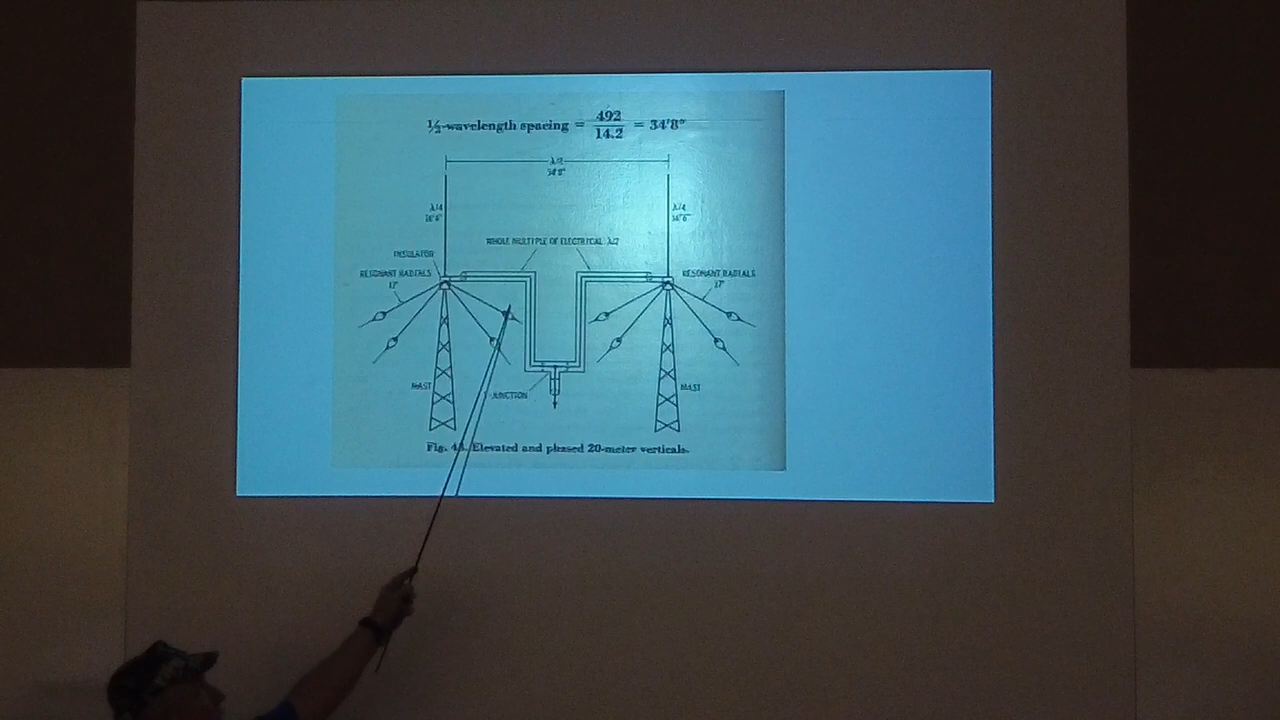 ½-wavelength spacing = 492 / 14.2 = 34'8"
λ/2
34'8"
λ/4
16'6"
λ/4
16'6"
WHOLE MULTIPLE OF ELECTRICAL λ/2
INSULATOR
RESONANT RADIALS
17'
RESONANT RADIALS
17'
MAST
JUNCTION
MAST
Fig. Elevated and phased 20-meter verticals.